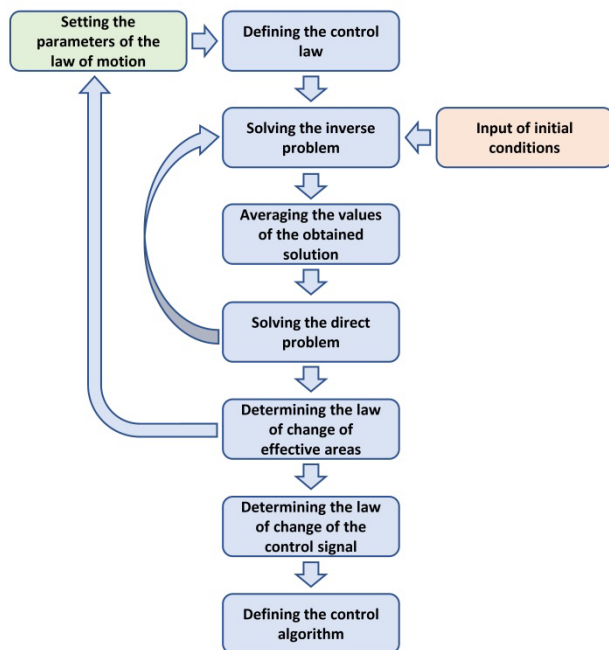 Setting the
parameters of the
law of motion
Defining the control
law
Solving the inverse
problem
Input of initial
conditions
Averaging the values
of the obtained
solution
Solving the direct
problem
Determining the law
of change of
effective areas
Determining the law
of change of the
control signal
Defining the control
algorithm